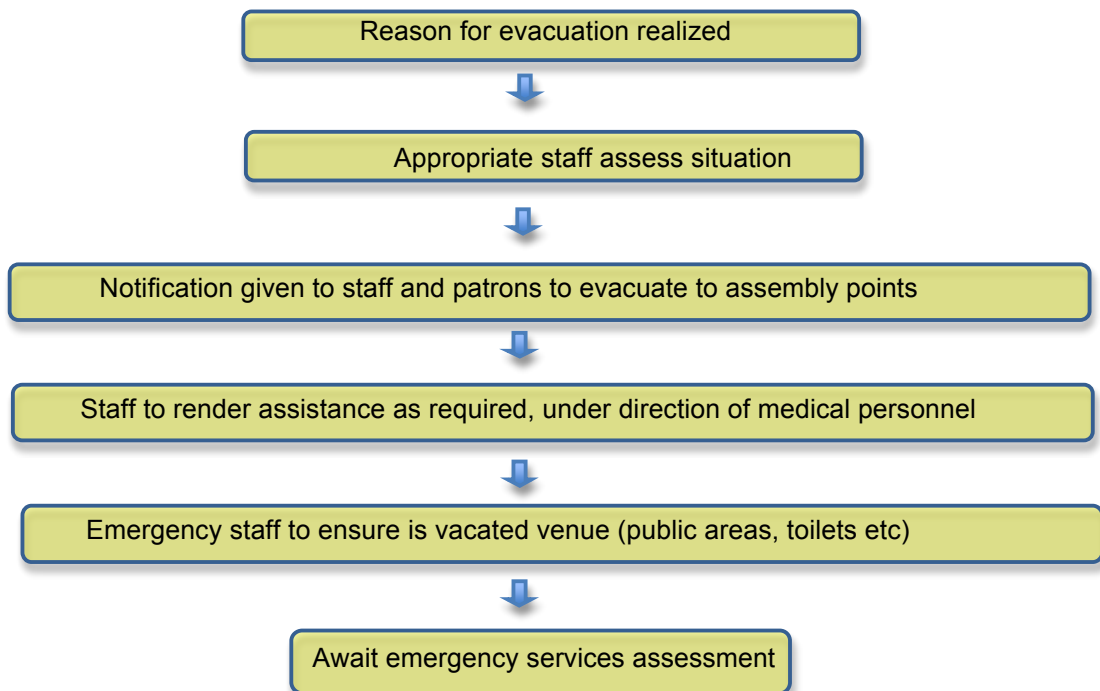 Reason for evacuation realized
Appropriate staff assess situation
Notification given to staff and patrons to evacuate to assembly points
Staff to render assistance as required, under direction of medical personnel
Emergency staff to ensure is vacated venue (public areas, toilets etc)
Await emergency services assessment